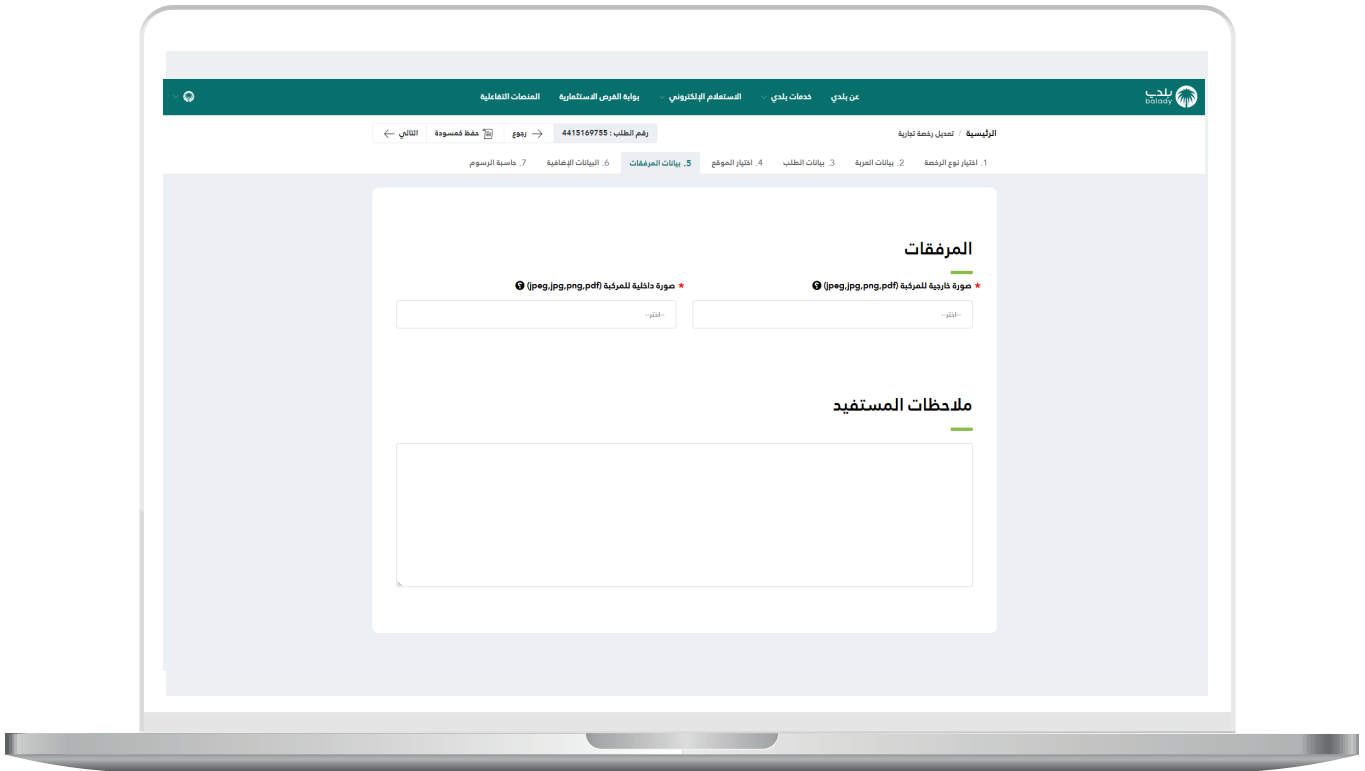 بلدي
balady
عن بلدي
خدمات بلدي
الاستعلام الإلكتروني
بوابة الفرص الاستثمارية
المنصات التفاعلية
الرئيسية / تعديل رخصة تجارية
رقم الطلب : 4415169755
رجوع
حفظ كمسودة
التالي
1. اختيار نوع الرخصة
2. بيانات العربة
3. بيانات الطلب
4. اختيار الموقع
5. بيانات المرفقات
6. البيانات الإضافية
7. حاسبة الرسوم
المرفقات
* صورة خارجية للمركبة (jpeg,jpg,png,pdf)
* صورة داخلية للمركبة (jpeg,jpg,png,pdf)
--اختر--
--اختر--
ملاحظات المستفيد